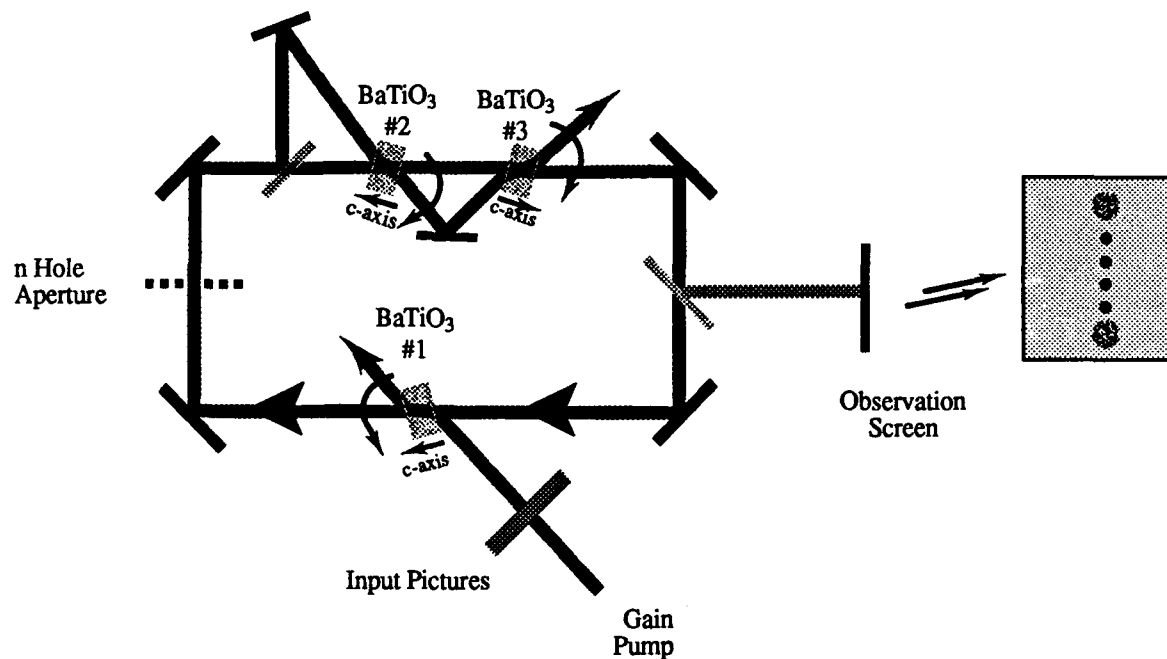 BaTiO3
#2
BaTiO3
#3
c-axis
c-axis
n Hole
Aperture
BaTiO3
#1
c-axis
Observation
Screen
Input Pictures
Gain
Pump